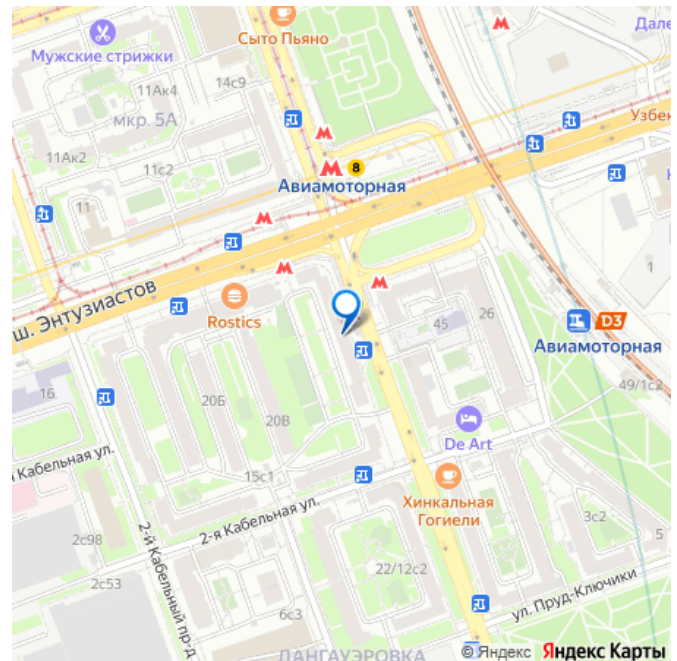 Сыто Пьяно
Дале
Мужские стрижки
14с9
11Ак4
мкр. 5А
Узбек
11Ак2
11с2
8
Авиамоторная
11
1
ш. Энтузиастов
Rostics
26
45
D3
Авиамоторная
49/1с2
16
20Б
20В
De Art
я Кабельная ул.
15с1
Хинкальная
Гогиели
2-я Кабельная ул.
3с2
5
2с98
2-й Кабельный пр-д
22/12с2
2с53
ул. Пруд-Ключики
6с3
ЛАНГАУЭРОВКА
© Яндекс Яндекс Карты